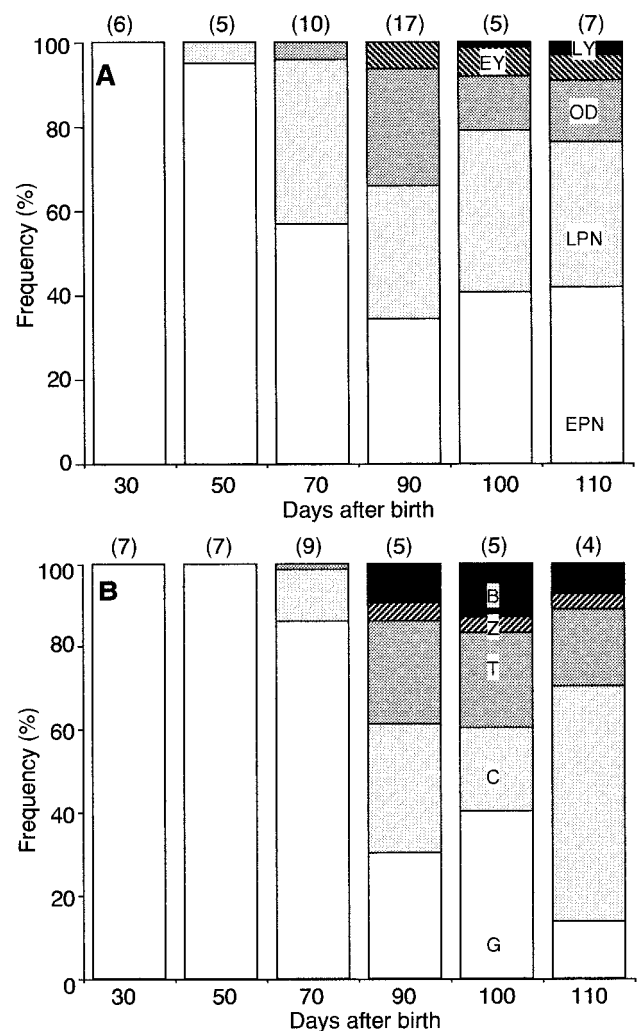 (6) (5) (10) (17) (5) (7)
100
A
EY
LY
80
OD
60
LPN
40
20
EPN
0
Frequency (%)
30 50 70 90 100 110
Days after birth
(7) (7) (9) (5) (5) (4)
100
B
B
Z
80
T
60
C
40
20
G
0
Frequency (%)
30 50 70 90 100 110
Days after birth